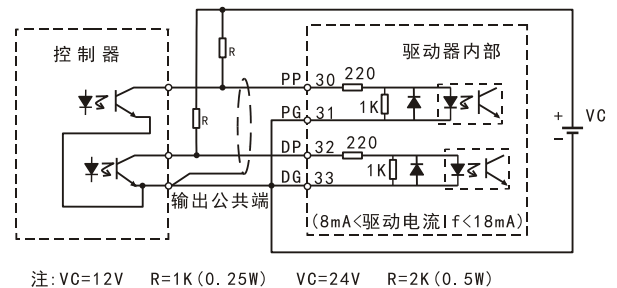 控制器
驱动器内部
R
PP 30 220
1K
PG 31
R
+ VC
−
DP 32 220
1K
DG 33
输出公共端
(8mA<驱动电流If<18mA)
注:VC=12V R=1K(0.25W) VC=24V R=2K(0.5W)